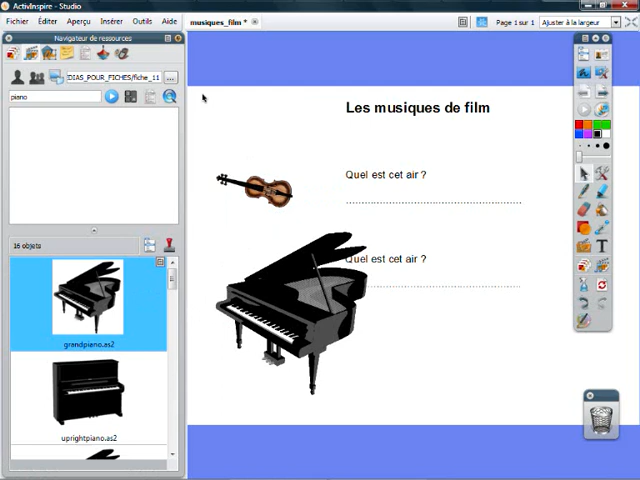 ActivInspire - Studio
Fichier Editer Aperçu Insérer Outils Aide
musiques_film *
Page 1 sur 1
Ajuster à la largeur
Navigateur de ressources
DIAS_POUR_FICHES/fiche_11
...
piano
16 objets
grandpiano.as2
uprightpiano.as2
Les musiques de film
Quel est cet air ?
Quel est cet air ?
T